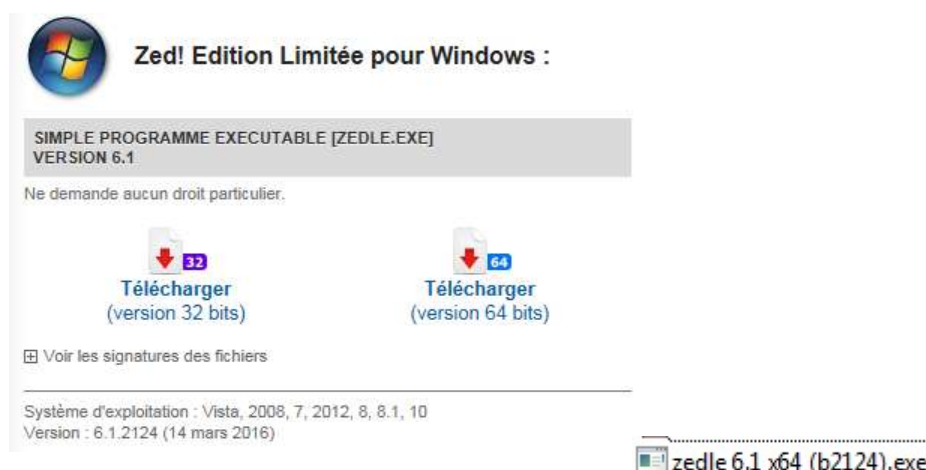 Zed! Edition Limitée pour Windows :
SIMPLE PROGRAMME EXECUTABLE [ZEDLE.EXE]
VERSION 6.1
Ne demande aucun droit particulier.
32
Télécharger
(version 32 bits)
64
Télécharger
(version 64 bits)
Voir les signatures des fichiers
Système d'exploitation : Vista, 2008, 7, 2012, 8, 8.1, 10
Version : 6.1.2124 (14 mars 2016)
zedle 6.1 x64 (b2124).exe